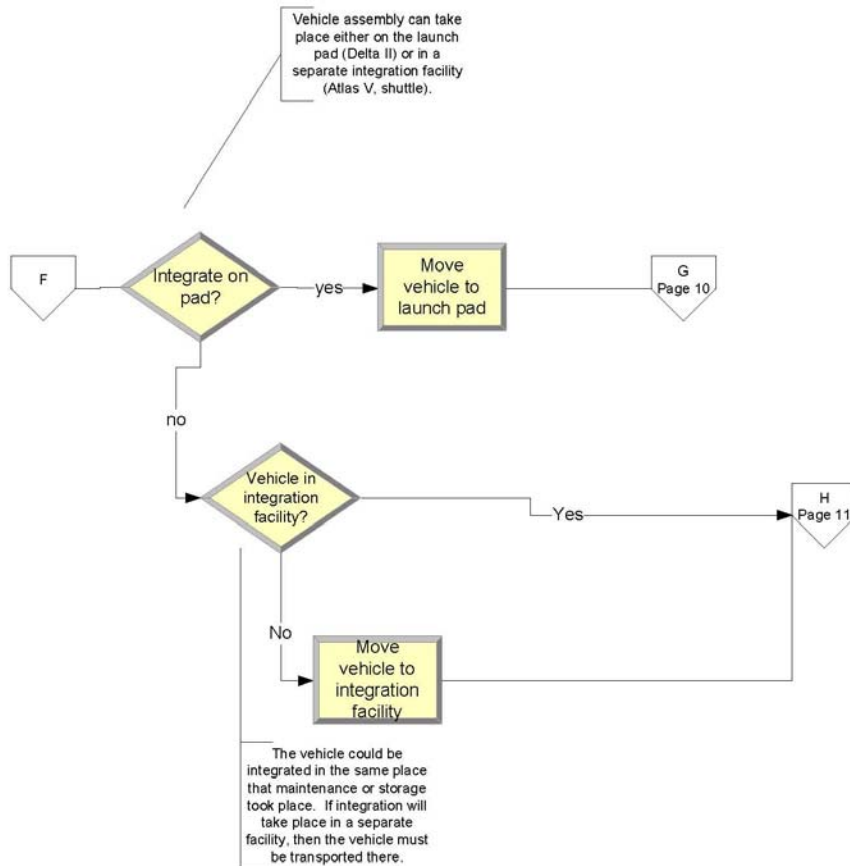 Vehicle assembly can take
place either on the launch
pad (Delta II) or in a
separate integration facility
(Atlas V, shuttle).
F
Integrate on
pad?
yes
Move
vehicle to
launch pad
G
Page 10
no
Vehicle in
integration
facility?
Yes
H
Page 11
No
Move
vehicle to
integration
facility
The vehicle could be
integrated in the same place
that maintenance or storage
took place.  If integration will
take place in a separate
facility, then the vehicle must
be transported there.